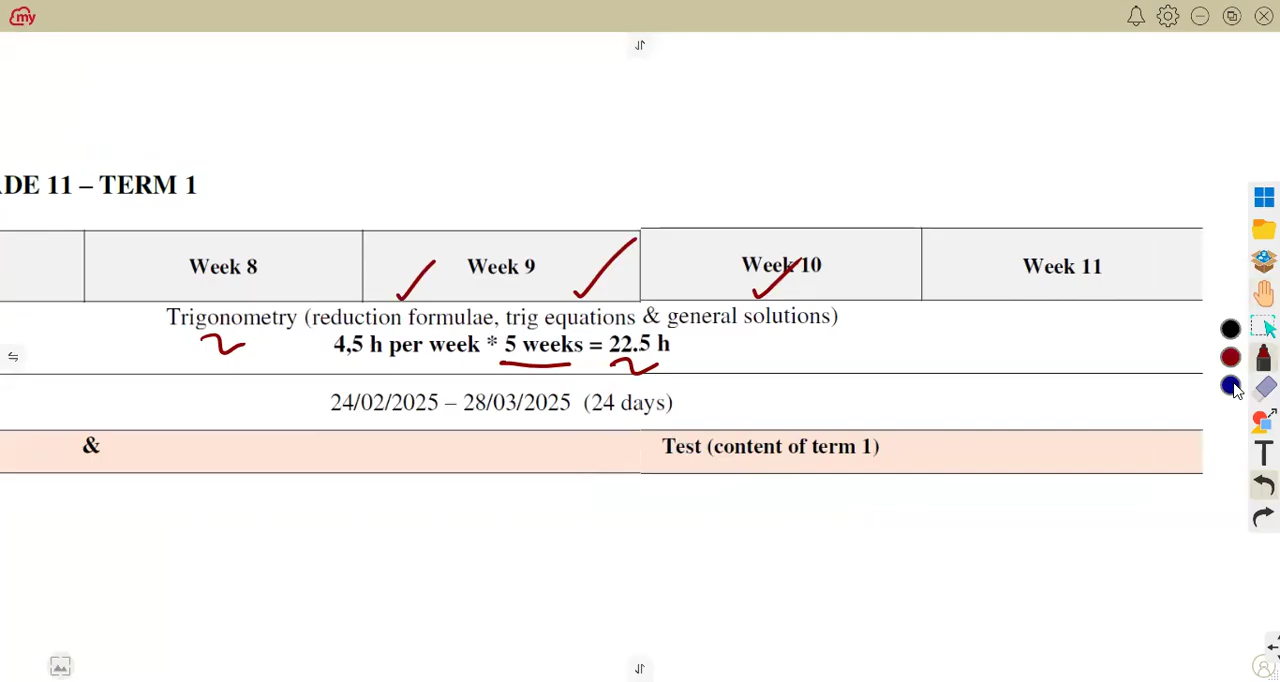 my
ADE 11 – TERM 1
Week 8 Week 9 Week 10 Week 11
Trigonometry (reduction formulae, trig equations & general solutions)
4,5 h per week * 5 weeks = 22.5 h
24/02/2025 – 28/03/2025 (24 days)
& Test (content of term 1)
T